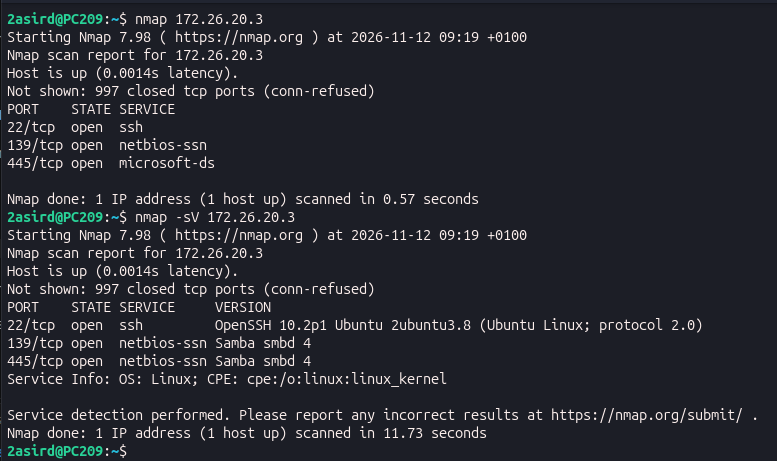 2asird@PC209:~$ nmap 172.26.20.3
Starting Nmap 7.98 ( https://nmap.org ) at 2026-11-12 09:19 +0100
Nmap scan report for 172.26.20.3
Host is up (0.0014s latency).
Not shown: 997 closed tcp ports (conn-refused)
PORT    STATE SERVICE
22/tcp  open  ssh
139/tcp open  netbios-ssn
445/tcp open  microsoft-ds

Nmap done: 1 IP address (1 host up) scanned in 0.57 seconds
2asird@PC209:~$ nmap -sV 172.26.20.3
Starting Nmap 7.98 ( https://nmap.org ) at 2026-11-12 09:19 +0100
Nmap scan report for 172.26.20.3
Host is up (0.0014s latency).
Not shown: 997 closed tcp ports (conn-refused)
PORT    STATE SERVICE     VERSION
22/tcp  open  ssh         OpenSSH 10.2p1 Ubuntu 2ubuntu3.8 (Ubuntu Linux; protocol 2.0)
139/tcp open  netbios-ssn Samba smbd 4
445/tcp open  netbios-ssn Samba smbd 4
Service Info: OS: Linux; CPE: cpe:/o:linux:linux_kernel

Service detection performed. Please report any incorrect results at https://nmap.org/submit/ .
Nmap done: 1 IP address (1 host up) scanned in 11.73 seconds
2asird@PC209:~$